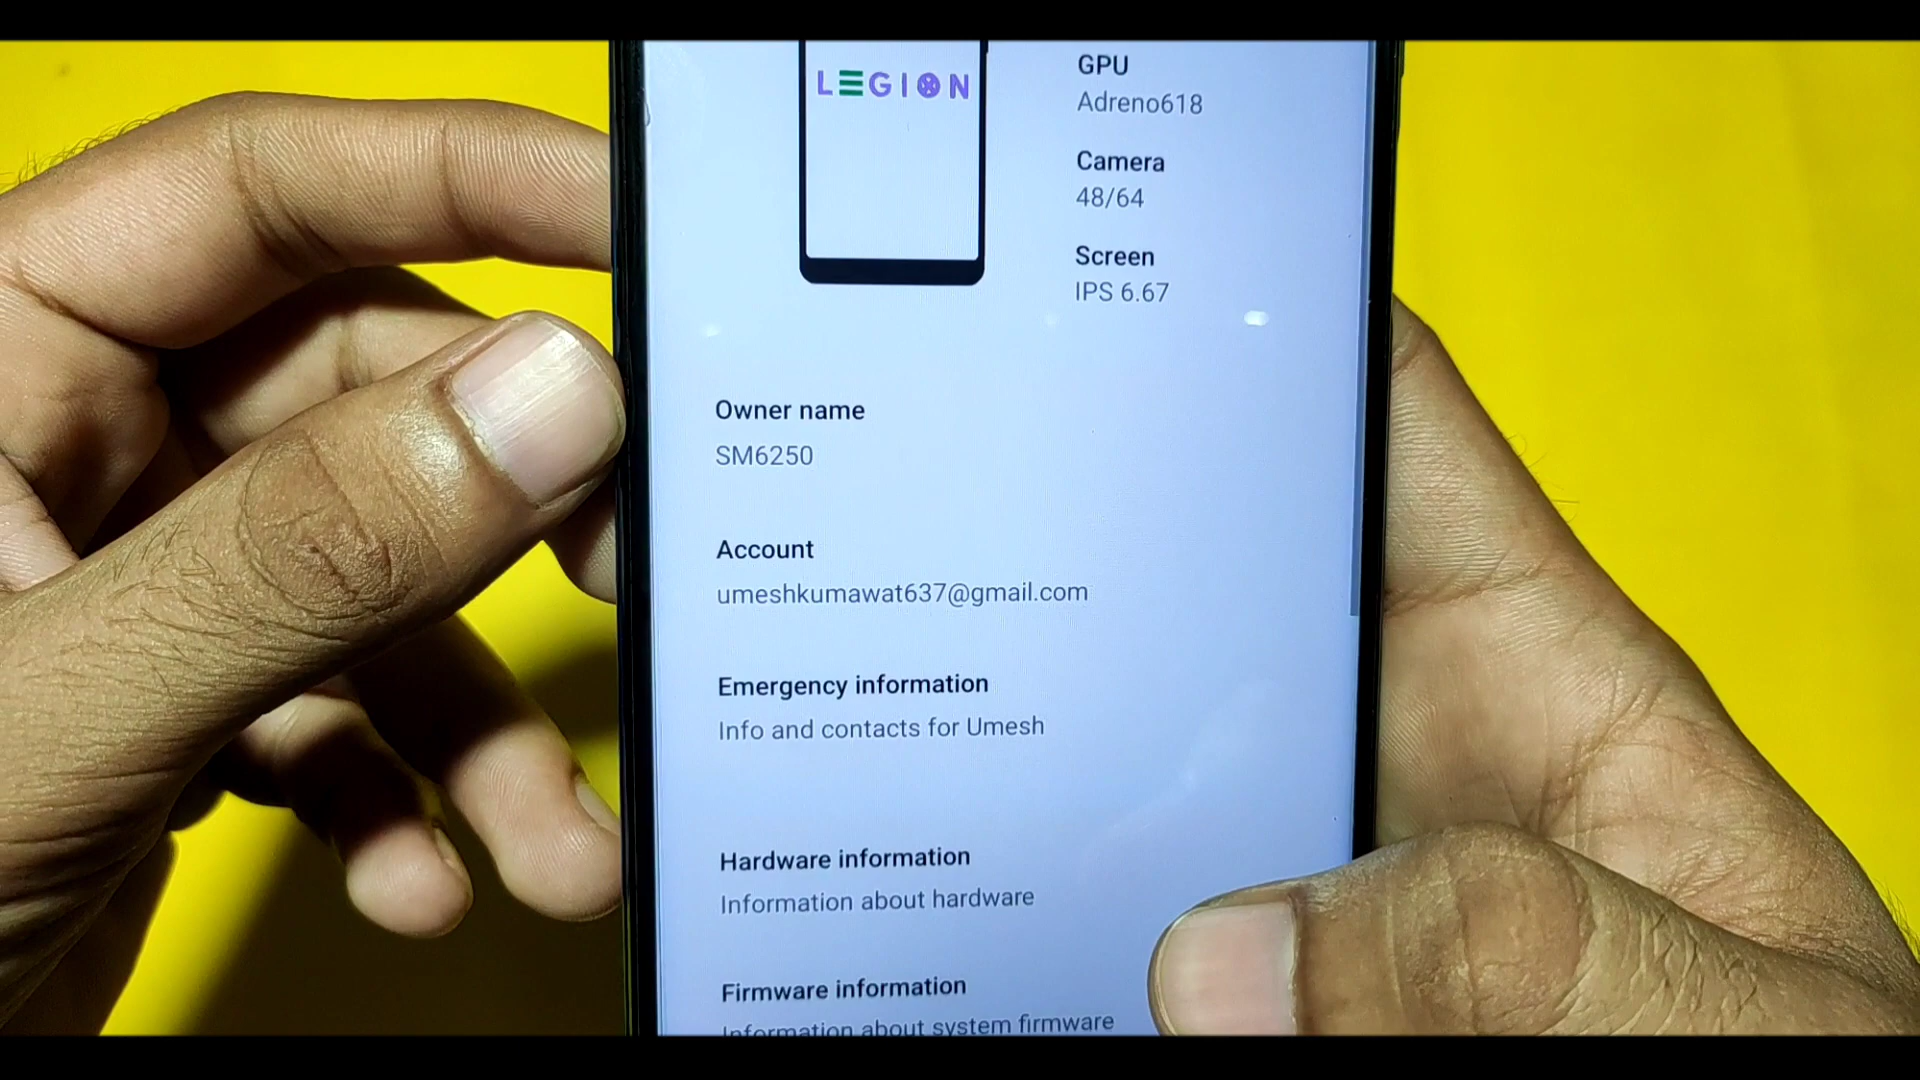 LEGION
GPU
Adreno618
Camera
48/64
Screen
IPS 6.67
Owner name
SM6250
Account
umeshkumawat637@gmail.com
Emergency information
Info and contacts for Umesh
Hardware information
Information about hardware
Firmware information
Information about system firmware